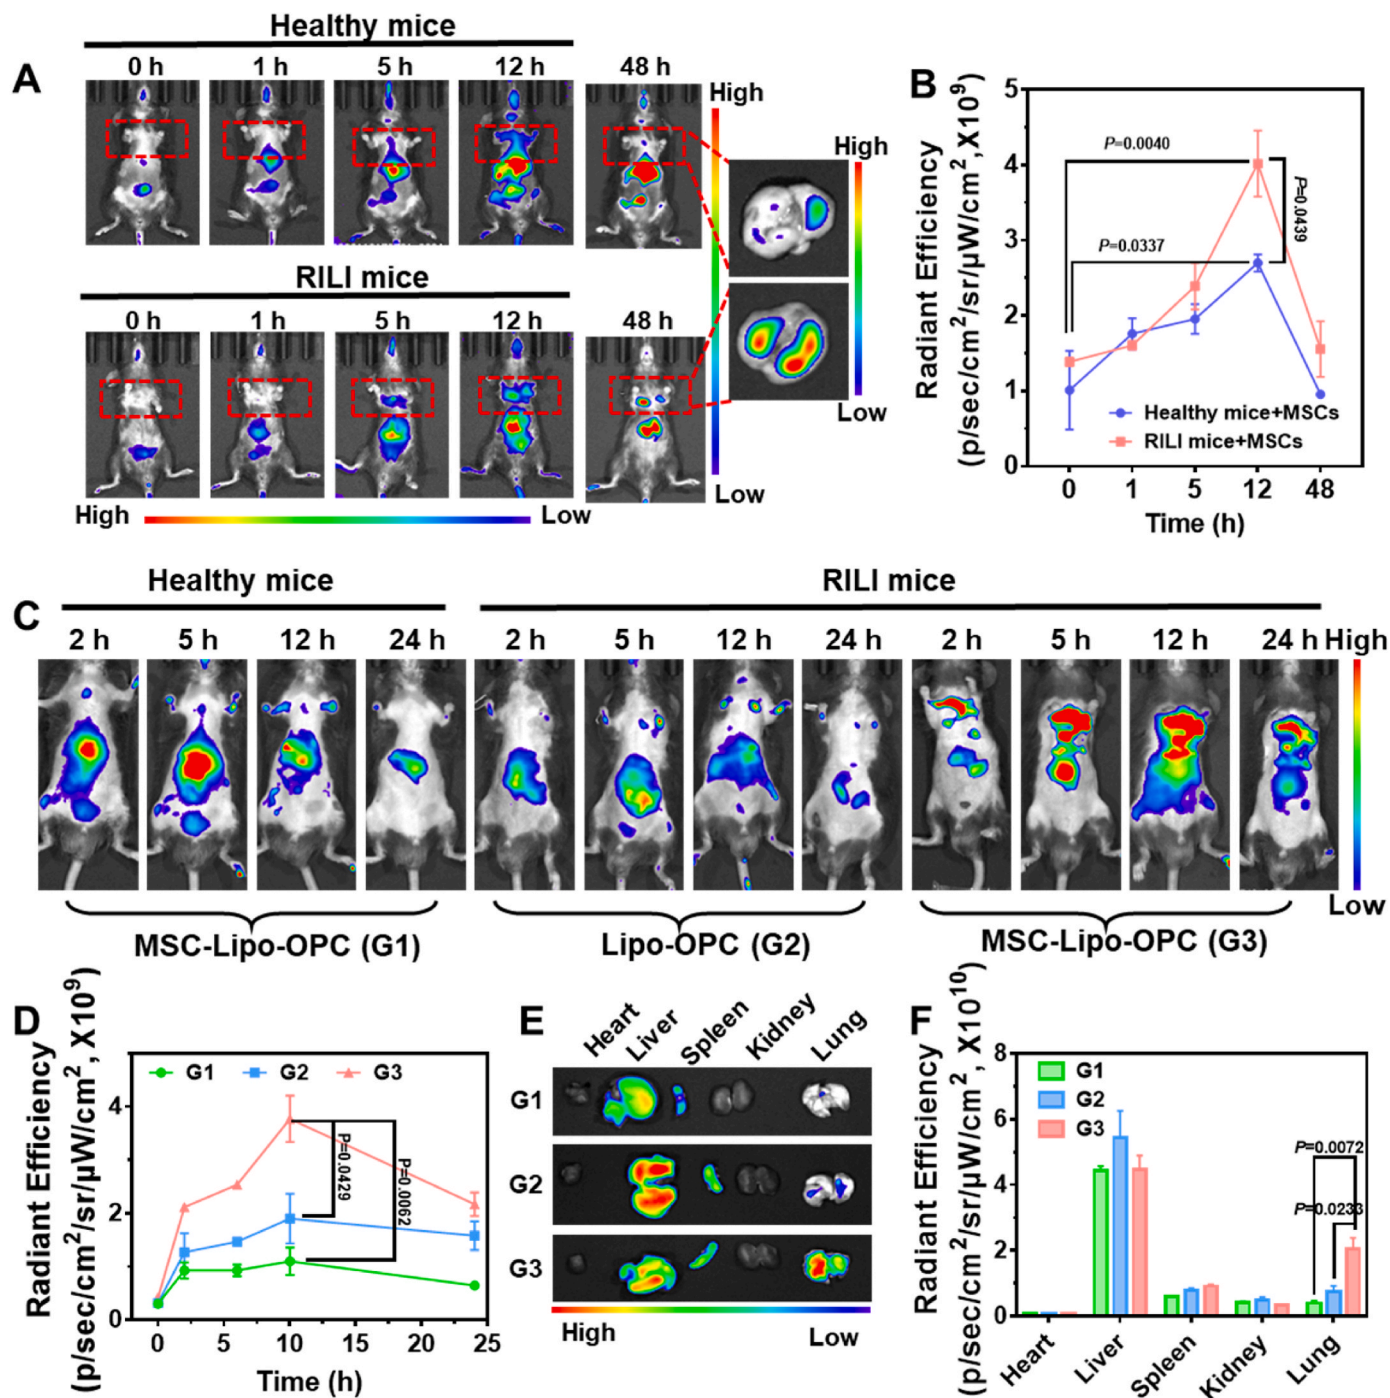 A
Healthy mice
0 h 1 h 5 h 12 h 48 h
High
Low
RILI mice
0 h 1 h 5 h 12 h 48 h
High Low
High
Low
B
Radiant Efficiency
(p/sec/cm²/sr/μW/cm², X10⁹)
5
4
3
2
1
0
P=0.0040
P=0.0337
P=0.0439
Healthy mice+MSCs
RILI mice+MSCs
0 1 5 12 48
Time (h)
C
Healthy mice RILI mice
2 h 5 h 12 h 24 h 2 h 5 h 12 h 24 h 2 h 5 h 12 h 24 h
High
Low
MSC-Lipo-OPC (G1) Lipo-OPC (G2) MSC-Lipo-OPC (G3)
D
Radiant Efficiency
(p/sec/cm²/sr/μW/cm², X10⁹)
G1 G2 G3
4
2
0
P=0.0429
P=0.0062
0 5 10 15 20 25
Time (h)
E
Heart Liver Spleen Kidney Lung
G1
G2
G3
High Low
F
Radiant Efficiency
(p/sec/cm²/sr/μW/cm², X10¹⁰)
8
6
4
2
0
G1
G2
G3
P=0.0072
P=0.0233
Heart Liver Spleen Kidney Lung